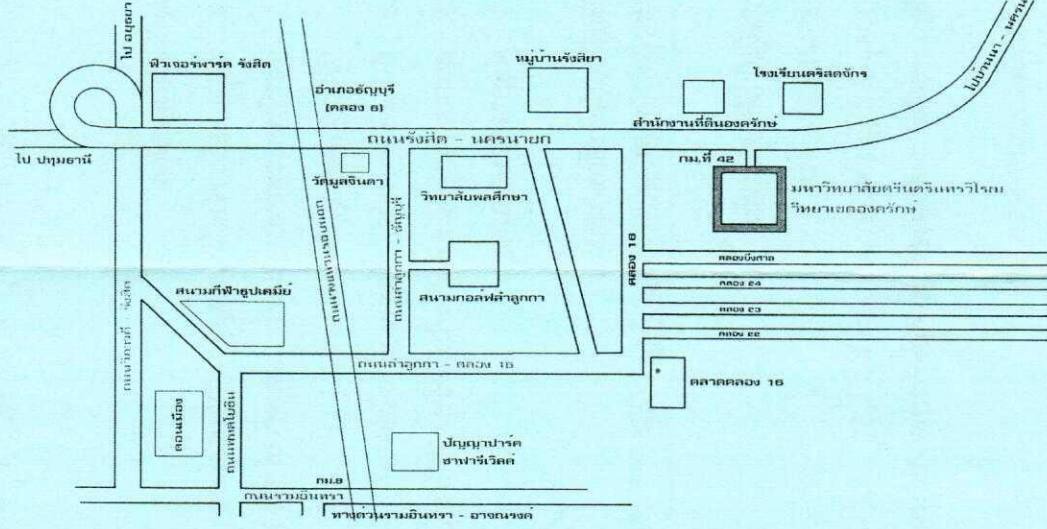 ไป อยุธยา
ฟิวเจอร์พาร์ค รังสิต
อำเภอธัญบุรี
(คลอง 6)
หมู่บ้านรังสิยา
โรงเรียนตรีสตจักร
สำนักงานที่ดินองครักษ์
ไปบ้านนา - นครนา
ถนนรังสิต - นครนายก
ไป ปทุมธานี
กม.ที่ 42
วัดมูลจินดา
วิทยาลัยพลศึกษา
มหาวิทยาลัยศรีนครินทรวิโรฒ
วิทยาเขตองครักษ์
ถนนวงแหวนรอบนอก
ถนนลำลูกกา - ธัญบุรี
คลอง 16
คลองบึงศาล
คลอง 24
คลอง 23
คลอง 22
สนามกีฬาธูปเตมีย์
สนามกอล์ฟลำลูกกา
ถนนวิภาวดี - รังสิต
ถนนลำลูกกา - คลอง 16
ตลาดคลอง 16
ดอนเมือง
ถนนพหลโยธิน
ปัญญาปาร์ค
ซาฟารีเวิลด์
กม.8
ถนนรามอินทรา
ทางด่วนรามอินทรา - อาจณรงค์